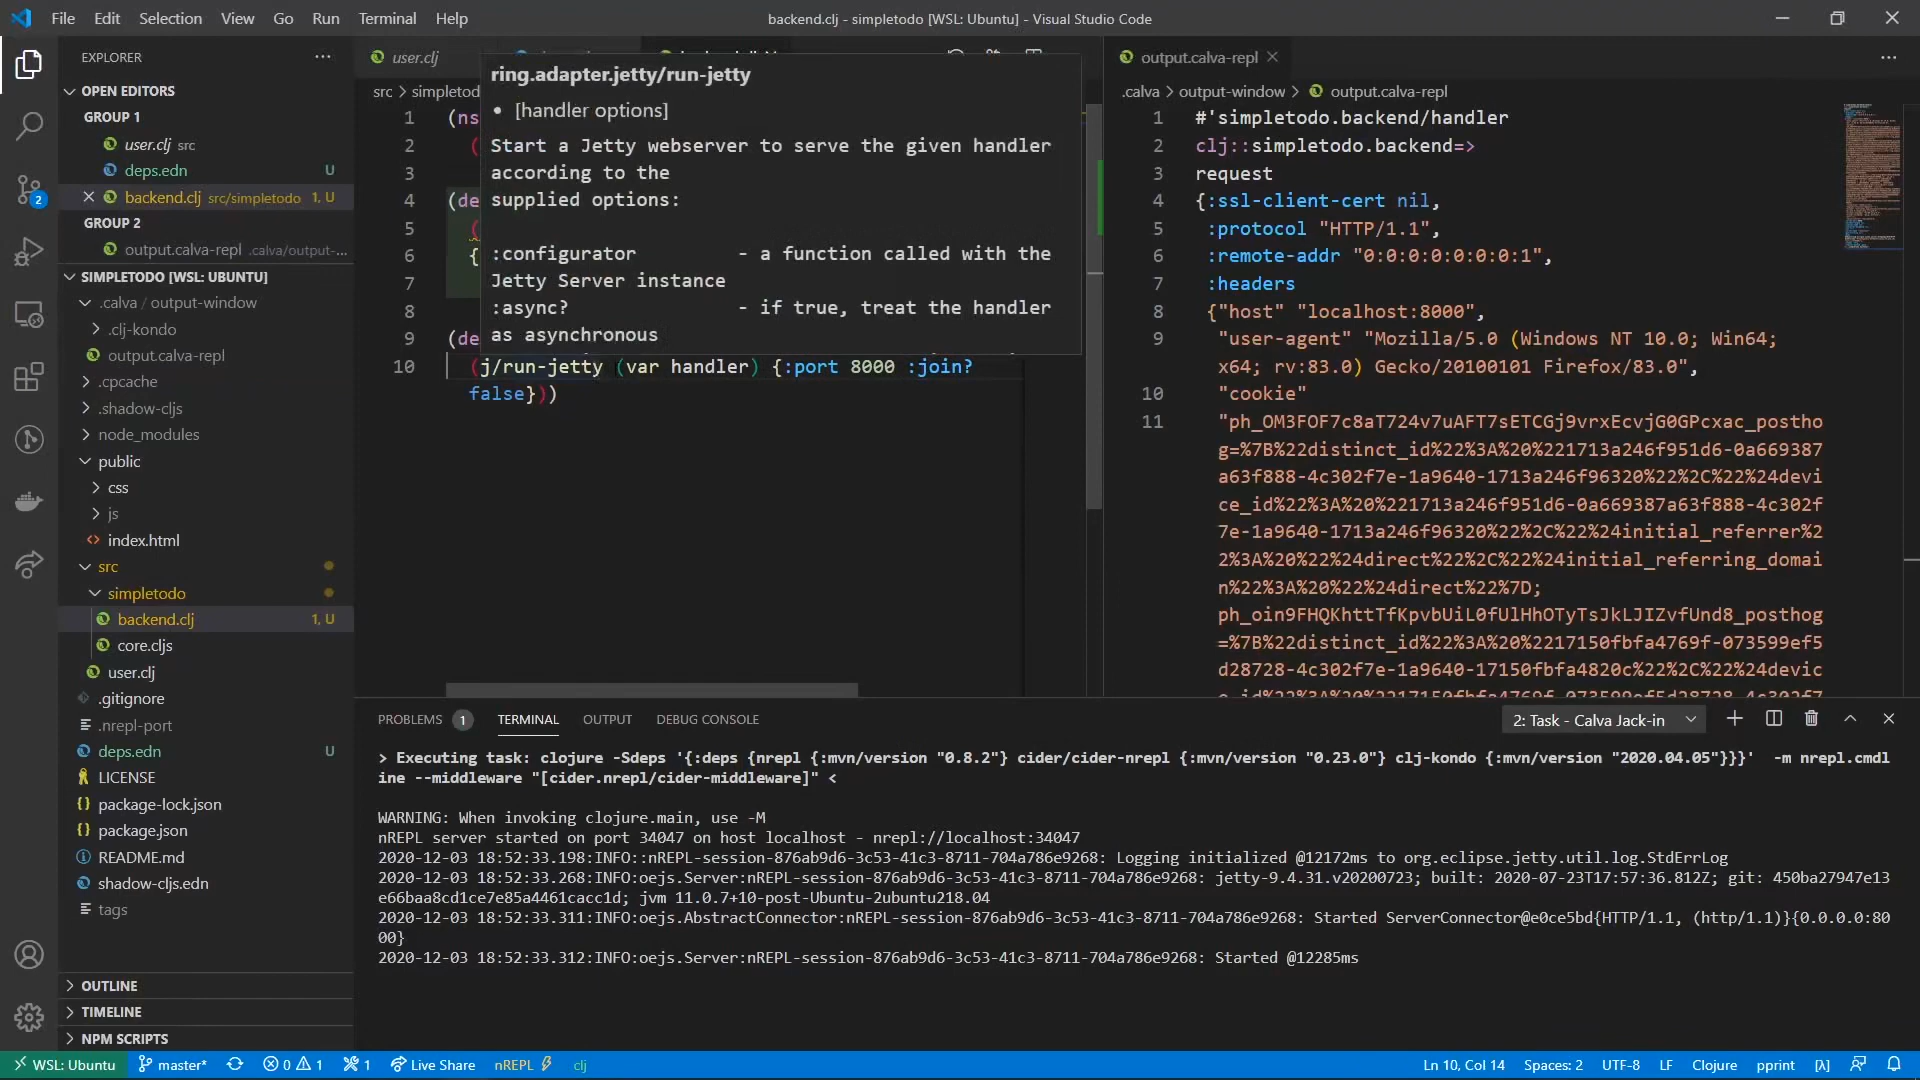 File Edit Selection View Go Run Terminal Help
backend.clj - simpletodo [WSL: Ubuntu] - Visual Studio Code
EXPLORER
OPEN EDITORS
GROUP 1
user.clj src
deps.edn U
backend.clj src/simpletodo 1, U
GROUP 2
output.calva-repl .calva/output-...
SIMPLETODO [WSL: UBUNTU]
.calva / output-window
.clj-kondo
output.calva-repl
.cpcache
.shadow-cljs
node_modules
public
css
js
index.html
src
simpletodo
backend.clj 1, U
core.cljs
user.clj
.gitignore
.nrepl-port
deps.edn U
LICENSE
package-lock.json
package.json
README.md
shadow-cljs.edn
tags
OUTLINE
TIMELINE
NPM SCRIPTS
user.clj
src > simpletod
1 (ns
2 (
3
4 (de
5 (
6 {
7
8
9 (de
10 (j/run-jetty (var handler) {:port 8000 :join?
false}))
ring.adapter.jetty/run-jetty
• [handler options]
Start a Jetty webserver to serve the given handler
according to the
supplied options:
:configurator - a function called with the
Jetty Server instance
:async? - if true, treat the handler
as asynchronous
output.calva-repl
.calva > output-window > output.calva-repl
1 #'simpletodo.backend/handler
2 clj::simpletodo.backend=>
3 request
4 {:ssl-client-cert nil,
5 :protocol "HTTP/1.1",
6 :remote-addr "0:0:0:0:0:0:0:1",
7 :headers
8 {"host" "localhost:8000",
9 "user-agent" "Mozilla/5.0 (Windows NT 10.0; Win64;
x64; rv:83.0) Gecko/20100101 Firefox/83.0",
10 "cookie"
11 "ph_OM3FOF7c8aT724v7uAFT7sETCGj9vrxEcvjG0GPcxac_postho
g=%7B%22distinct_id%22%3A%20%221713a246f951d6-0a669387
a63f888-4c302f7e-1a9640-1713a246f96320%22%2C%22%24devi
ce_id%22%3A%20%221713a246f951d6-0a669387a63f888-4c302f
7e-1a9640-1713a246f96320%22%2C%22%24initial_referrer%2
2%3A%20%22%24direct%22%2C%22%24initial_referring_domai
n%22%3A%20%22%24direct%22%7D;
ph_oin9FHQKhttTfKpvbUiL0fUlHhOTyTsJkLJIZvfUnd8_posthog
=%7B%22distinct_id%22%3A%20%2217150fbfa4769f-073599ef5
d28728-4c302f7e-1a9640-17150fbfa4820c%22%2C%22%24devic
e_id%22%3A%20%2217150fbfa4769f-073599ef5d28728-4c302f7
PROBLEMS 1 TERMINAL OUTPUT DEBUG CONSOLE
2: Task - Calva Jack-in
> Executing task: clojure -Sdeps '{:deps {nrepl {:mvn/version "0.8.2"} cider/cider-nrepl {:mvn/version "0.23.0"} clj-kondo {:mvn/version "2020.04.05"}}}' -m nrepl.cmdl
ine --middleware "[cider.nrepl/cider-middleware]" <
WARNING: When invoking clojure.main, use -M
nREPL server started on port 34047 on host localhost - nrepl://localhost:34047
2020-12-03 18:52:33.198:INFO::nREPL-session-876ab9d6-3c53-41c3-8711-704a786e9268: Logging initialized @12172ms to org.eclipse.jetty.util.log.StdErrLog
2020-12-03 18:52:33.268:INFO:oejs.Server:nREPL-session-876ab9d6-3c53-41c3-8711-704a786e9268: jetty-9.4.31.v20200723; built: 2020-07-23T17:57:36.812Z; git: 450ba27947e13
e66baa8cd1ce7e85a4461cacc1d; jvm 11.0.7+10-post-Ubuntu-2ubuntu218.04
2020-12-03 18:52:33.311:INFO:oejs.AbstractConnector:nREPL-session-876ab9d6-3c53-41c3-8711-704a786e9268: Started ServerConnector@e0ce5bd{HTTP/1.1, (http/1.1)}{0.0.0.0:80
00}
2020-12-03 18:52:33.312:INFO:oejs.Server:nREPL-session-876ab9d6-3c53-41c3-8711-704a786e9268: Started @12285ms
WSL: Ubuntu master* 0 1 1 Live Share nREPL clj
Ln 10, Col 14 Spaces: 2 UTF-8 LF Clojure pprint [λ]